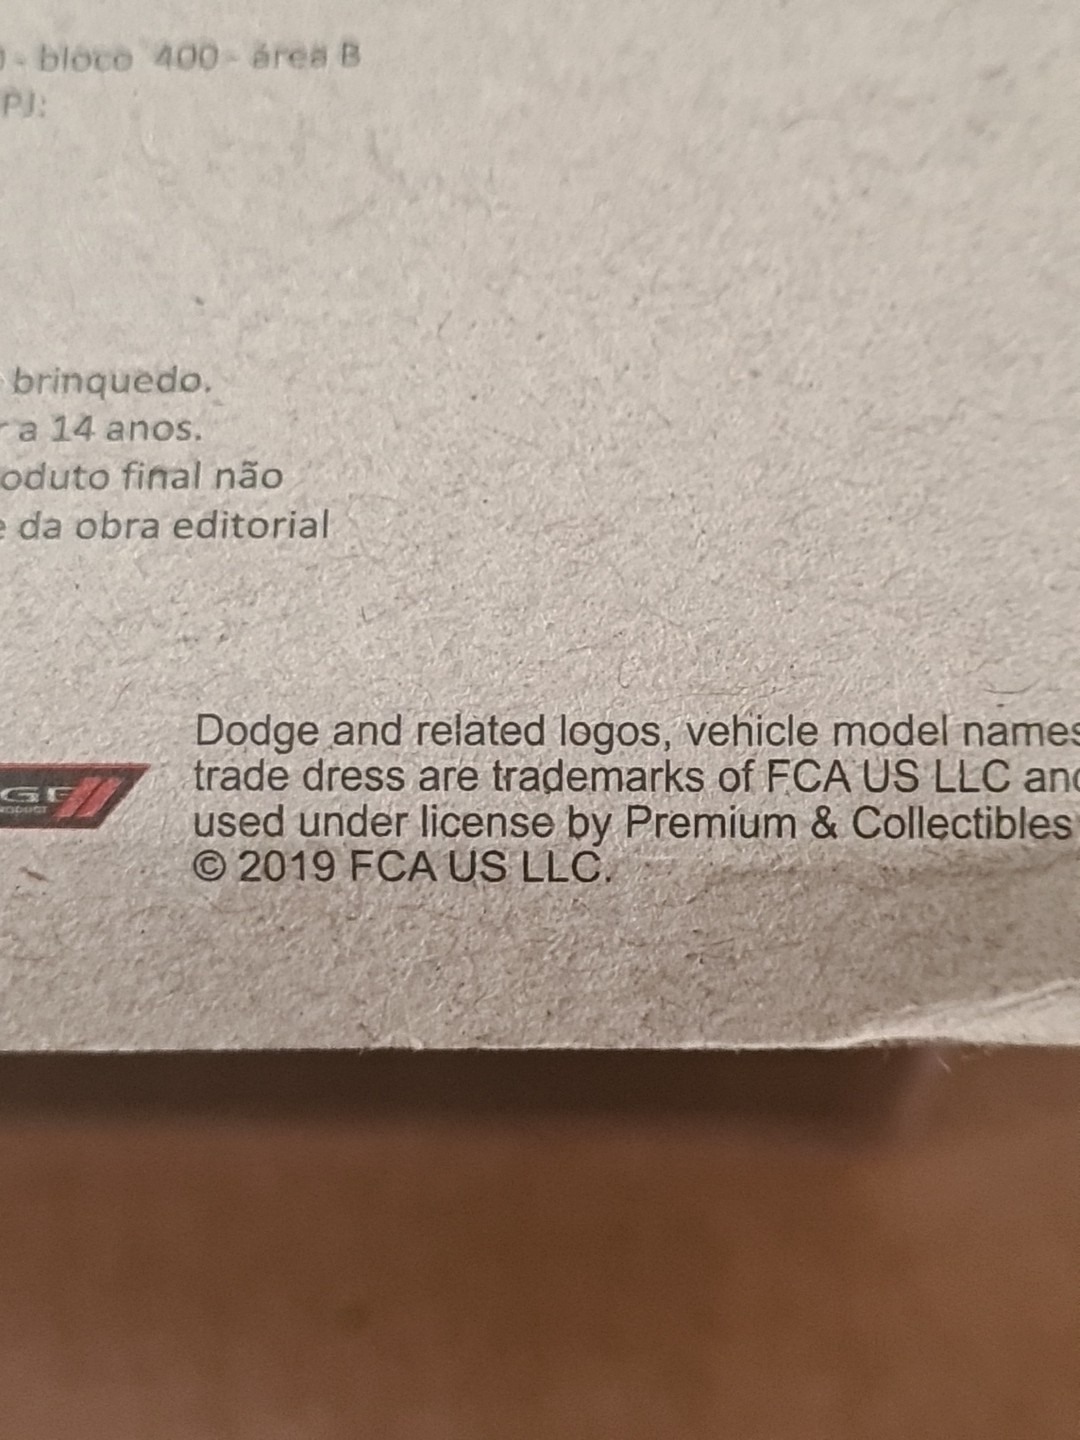 - bloco 400 - área B
PJ:
brinquedo.
r a 14 anos.
oduto final não
e da obra editorial
Dodge and related logos, vehicle model names
trade dress are trademarks of FCA US LLC and
used under license by Premium & Collectibles
© 2019 FCA US LLC.
GE